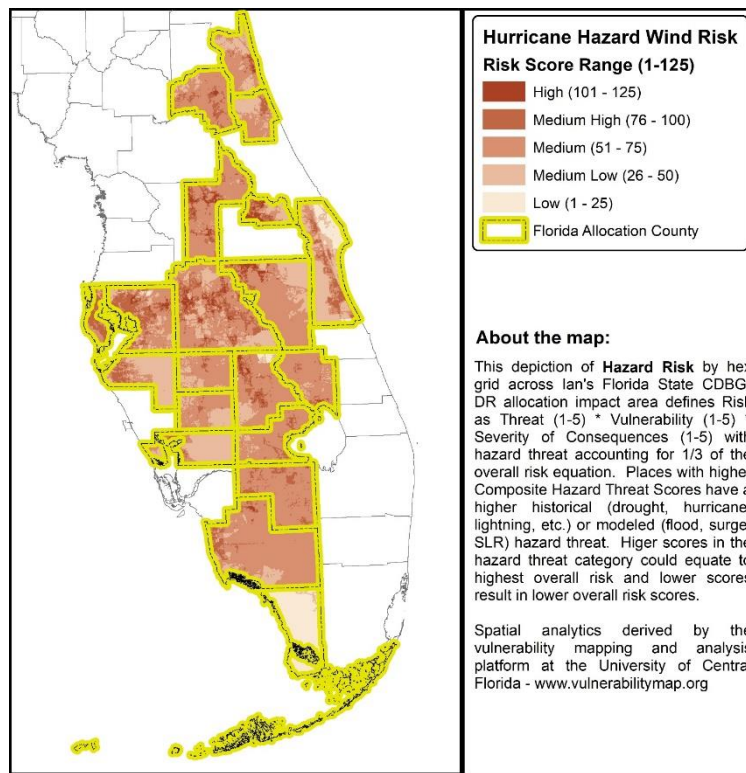 Hurricane Hazard Wind Risk
Risk Score Range (1-125)
High (101 - 125)
Medium High (76 - 100)
Medium (51 - 75)
Medium Low (26 - 50)
Low (1 - 25)
Florida Allocation County
About the map:
This depiction of Hazard Risk by hex
grid across Ian's Florida State CDBG
DR allocation impact area defines Risk
as Threat (1-5) * Vulnerability (1-5)
Severity of Consequences (1-5) with
hazard threat accounting for 1/3 of the
overall risk equation. Places with higher
Composite Hazard Threat Scores have a
higher historical (drought, hurricane,
lightning, etc.) or modeled (flood, surge,
SLR) hazard threat. Higer scores in the
hazard threat category could equate to
highest overall risk and lower scores
result in lower overall risk scores.
Spatial analytics derived by the
vulnerability mapping and analysis
platform at the University of Central
Florida - www.vulnerabilitymap.org